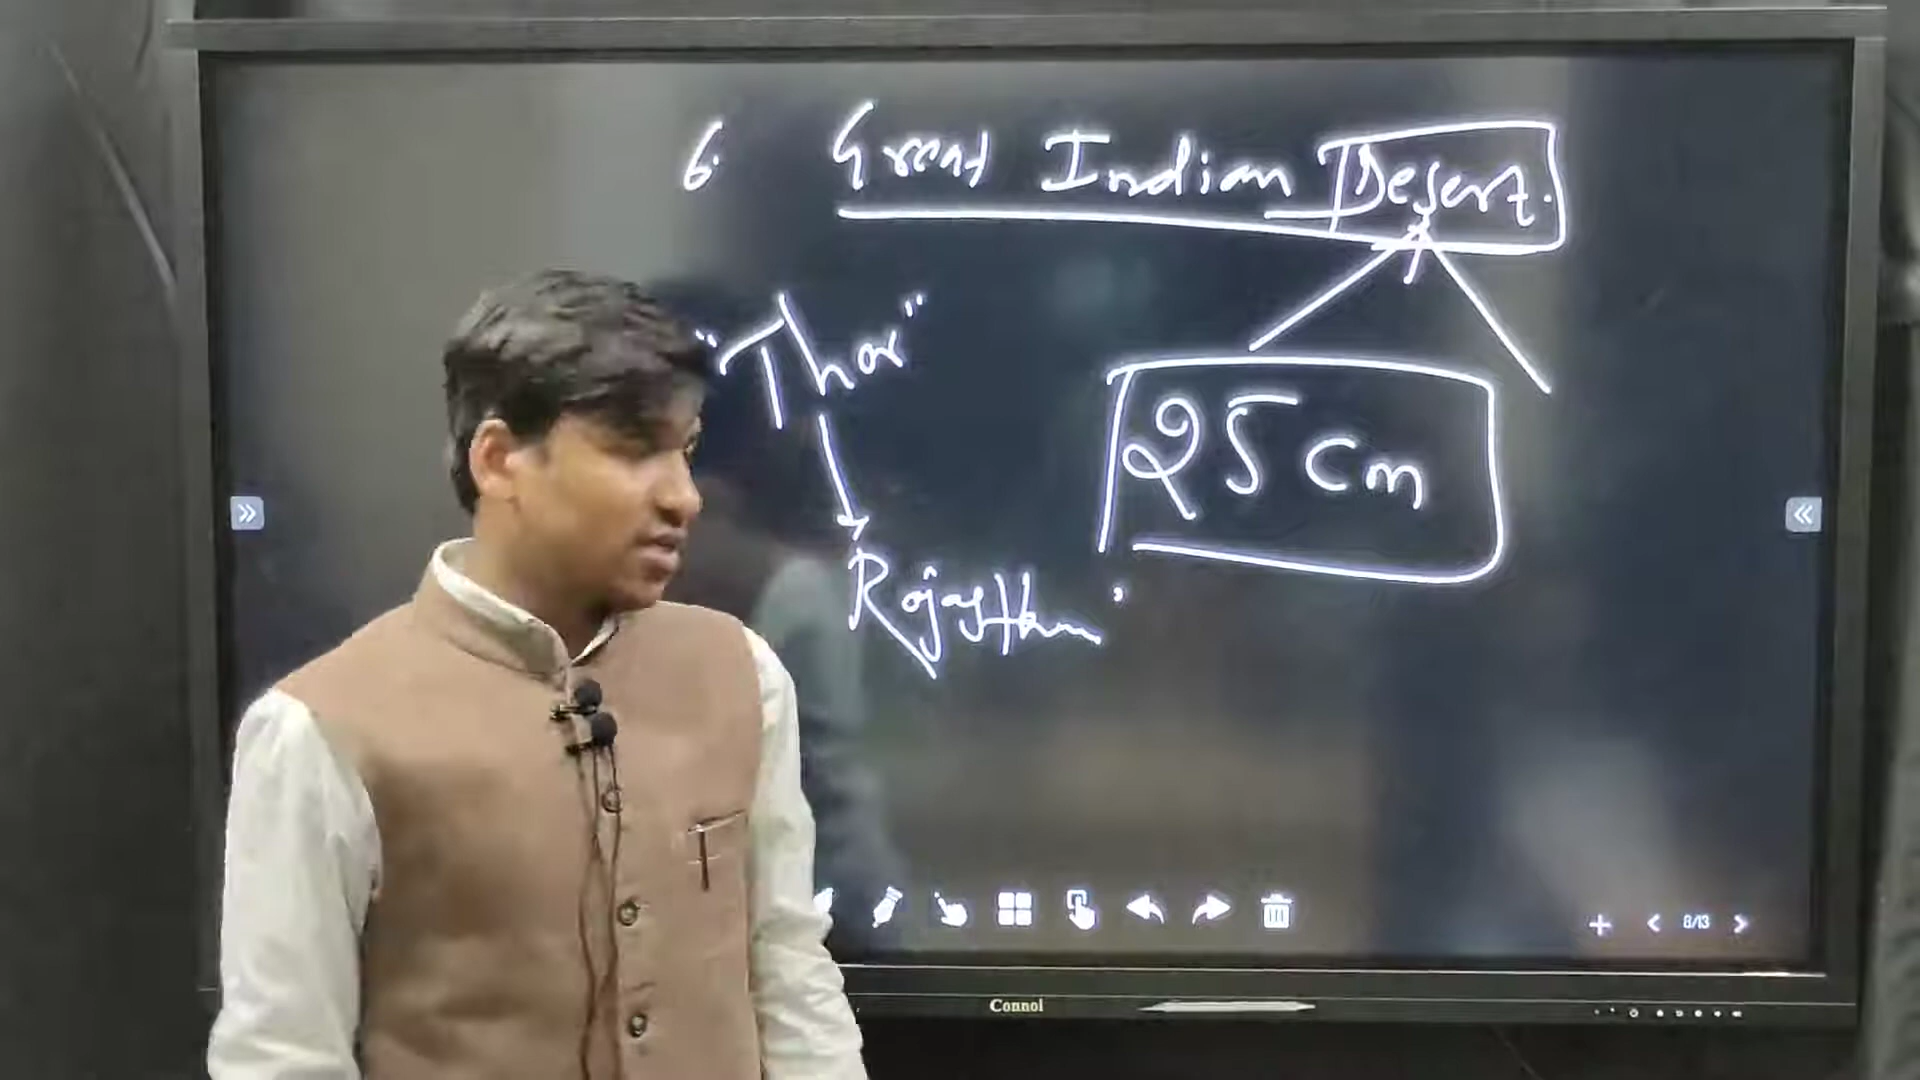 6. Great Indian Desert.
"Thar"
25 cm
Rajasthan
8/13
Connol